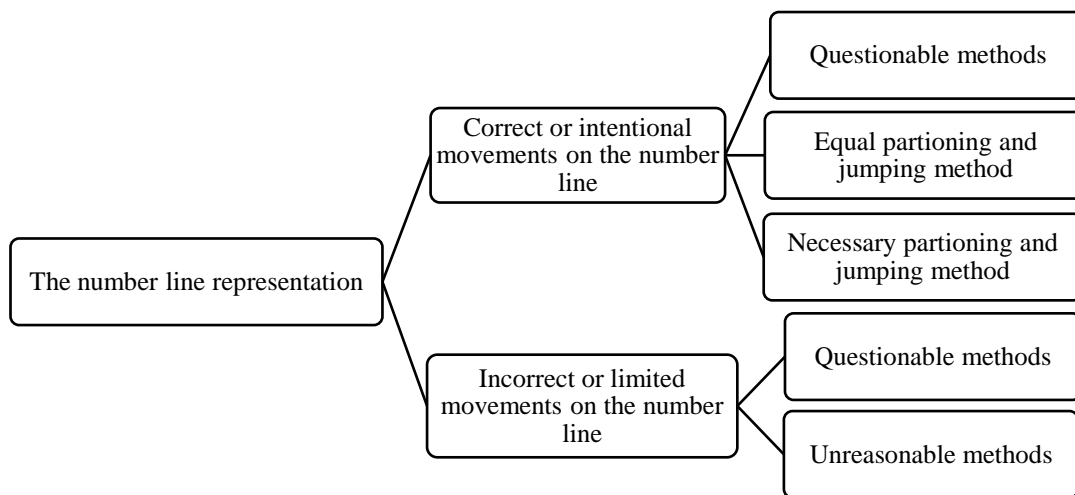 The number line representation
Correct or intentional
movements on the number
line
Questionable methods
Equal partioning and
jumping method
Necessary partioning and
jumping method
Incorrect or limited
movements on the number
line
Questionable methods
Unreasonable methods